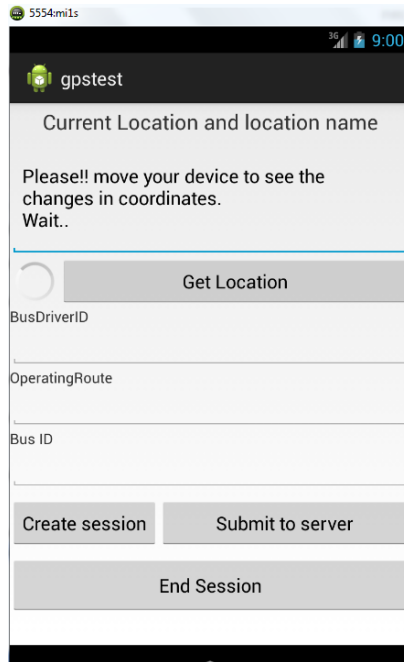 5554:mi1s
3G 9:00
gpstest
Current Location and location name
Please!! move your device to see the
changes in coordinates.
Wait..
Get Location
BusDriverID
OperatingRoute
Bus ID
Create session Submit to server
End Session